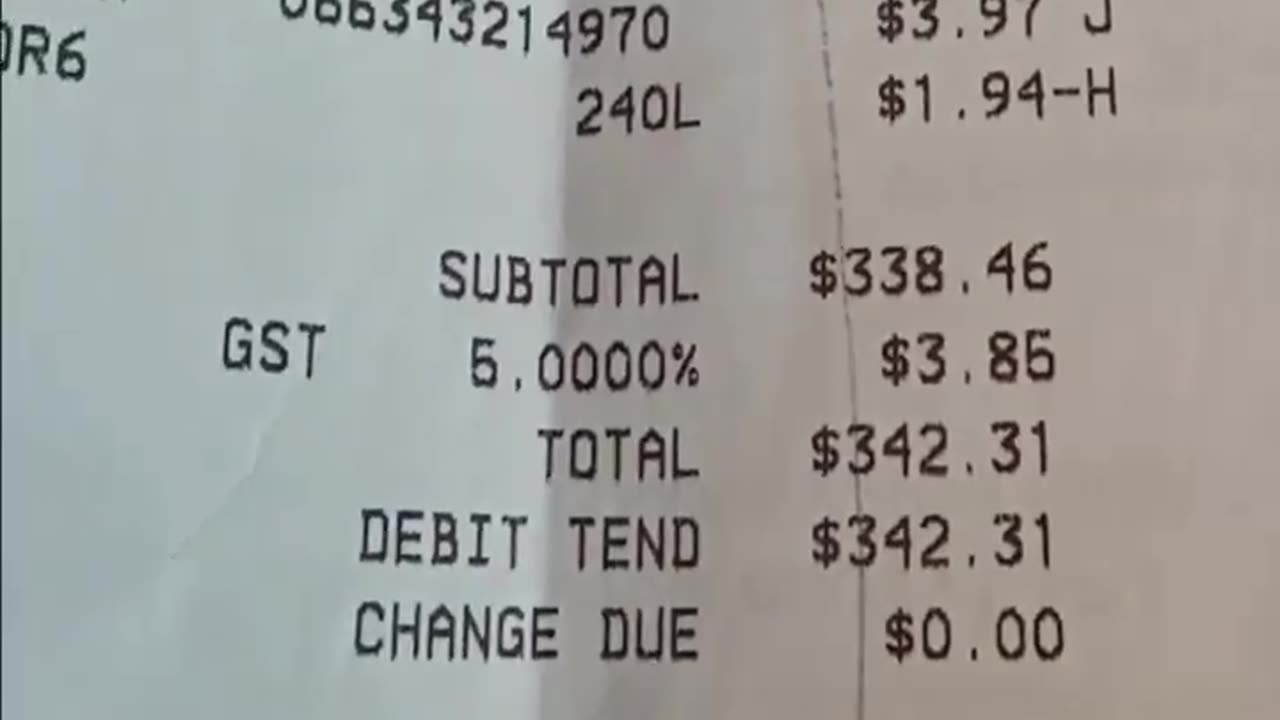 066343214970 $3.97 J
OR6
240L $1.94-H
SUBTOTAL $338.46
GST 5.0000% $3.85
TOTAL $342.31
DEBIT TEND $342.31
CHANGE DUE $0.00